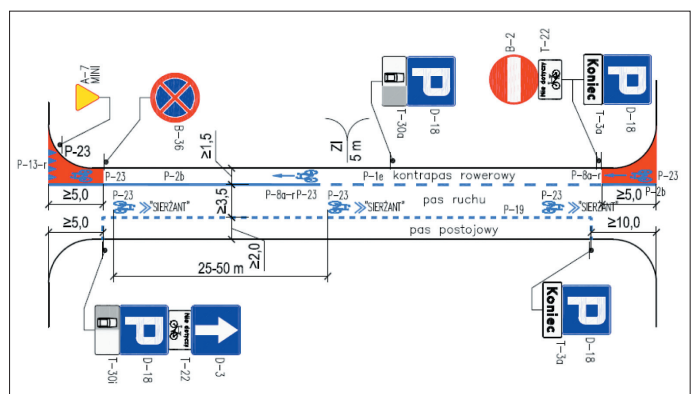 A-7
MINI
B-36
P-23
P-13-r
≥5,0
P
D-18
T-30a
B-2
T-22
Nie dotyczy
Koniec
T-3a
P
D-18
ZI
5 m
≥1,5
P-23
P-2b
P-1e
kontrapas rowerowy
P-8a-r
P-23
P-2b
≥5,0
P-8a-r
P-23
P-23
P-23
"SIERŻANT"
"SIERŻANT"
"SIERŻANT"
pas ruchu
≥3,5
≥5,0
P-19
≥10,0
pas postojowy
≥2,0
25-50 m
P
Nie dotyczy
T-30i
D-18
T-22
D-3
Koniec
P
T-3a
D-18